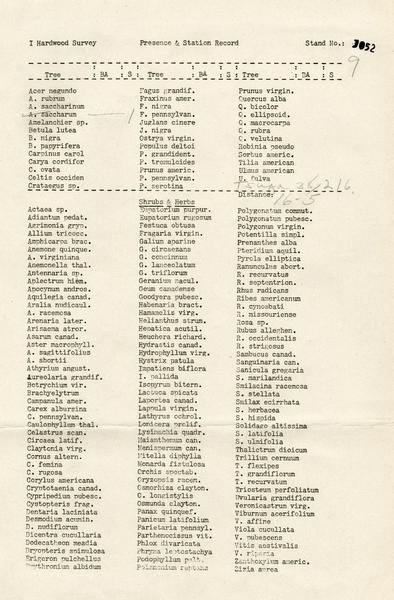 I Hardwood Survey Presence & Station Record Stand No.: 3052
9
Tree : BA : S : Tree : BA : S : Tree : BA : S
Acer negundo Fagus grandif. Prunus virgin.
A. rubrum Fraxinus amer. Quercus alba
A. saccharinum F. nigra Q. bicolor
A. saccharum 1 F. pennsylvan. Q. ellipsoid.
Amelanchier sp. Juglans cinere Q. macrocarpa
Betula lutea J. nigra Q. rubra
B. nigra Ostrya virgin. Q. velutina
B. papyrifera Populus deltoi Robinia pseudo
Carpinus carol P. grandident. Sorbus americ.
Carya cordifor P. tremuloides Tilia american
C. ovata Prunus americ. Ulmus american
Celtis occiden P. pensylvan. U. fulva
Crataegus sp. P. serotina
Distance: 16-5
Shrubs & Herbs
Actaea sp. Eupatorium purpur. Polygonatum commut.
Adiantum pedat. Eupatorium rugosum Polygonatum pubesc.
Agrimonia gryp. Festuca obtusa Polygonum virgin.
Allium tricocc. Fragaria virgin. Potentilla simpl.
Amphicarpa brac. Galium aparine Prenanthes alba
Anemone quinque. G. circaezans Pteridium aquil.
A. virginiana G. concinnum Pyrola elliptica
Anemonella thal. G. lanceolatum Ranunculus abort.
Antennaria sp. G. triflorum R. recurvatus
Aplectrum hiem. Geranium macul. R. septentrion.
Apocynum andros. Geum canadense Rhus radicans
Aquilegia canad. Goodyera pubesc. Ribes americanum
Aralia nudicaul. Habenaria bract. R. cynosbati
A. racemosa Hamamelis virg. R. missouriense
Arenaria later. Helianthus strum. Rosa sp.
Arisaema atror. Hepatica acutil. Rubus alleghen.
Asarum canad. Heuchera richard. R. occidentalis
Aster macrophyll. Hydrastis canad. R. strigosus
A. sagittifolius Hydrophyllum virg. Sambucus canad.
A. shortii Hystrix patula Sanguinaria can.
Athyrium angust. Impatiens biflora Sanicula gregaria
Aureolaria grandif. I. pallida S. marilandica
Botrychium vir. Isopyrum bitern. Smilacina racemosa
Brachyelytrum Lactuca spicata S. stellata
Campanula amer. Laportea canad. Smilax ecirrhata
Carex albursina Lappula virgin. S. herbacea
C. pennsylvan. Lathyrus ochrol. S. hispida
Caulophyllum thal. Lonicera prolif. Solidago altissima
Celastrus scan. Lysimachia quadr. S. latifolia
Circaea latif. Maianthemum can. S. ulmifolia
Claytonia virg. Menispermum can. Thalictrum dioicum
Cornus altern. Mitella diphylla Trillium cernuum
C. femina Monarda fistulosa T. flexipes
C. rugosa Orchis spectab. T. grandiflorum
Corylus americana Oryzopsis racem. T. recurvatum
Cryptotaenia canad. Osmorhiza clayton. Triosteum perfoliatum
Cypripedium pubesc. O. longistylis Uvularia grandiflora
Cystopteris frag. Osmunda clayton. Veronicastrum virg.
Dentaria laciniata Panax quinquef. Viburnum acerifolium
Desmodium acumin. Panicum latifolium V. affine
D. nudiflorum Parietaria pennsyl. Viola cucullata
Dicentra cucullaria Parthenocissus vit. V. pubescens
Dodecatheon meadia Phlox divaricata Vitis aestivalis
Dryopteris spinulosa Phryma leptostachya V. riparia
Erigeron pulchellus Podophyllum pelt. Zanthoxylum americ.
Erythronium albidum Polemonium reptans Zizia aurea